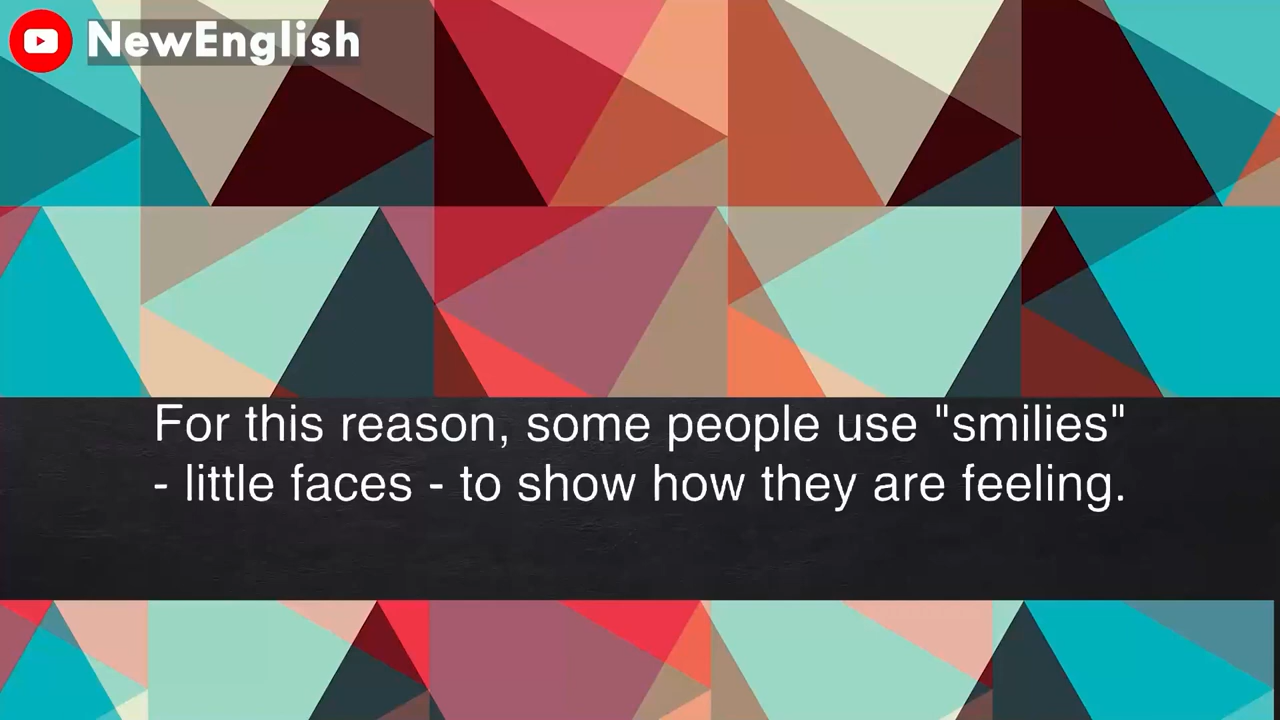 NewEnglish
For this reason, some people use "smilies"
- little faces - to show how they are feeling.